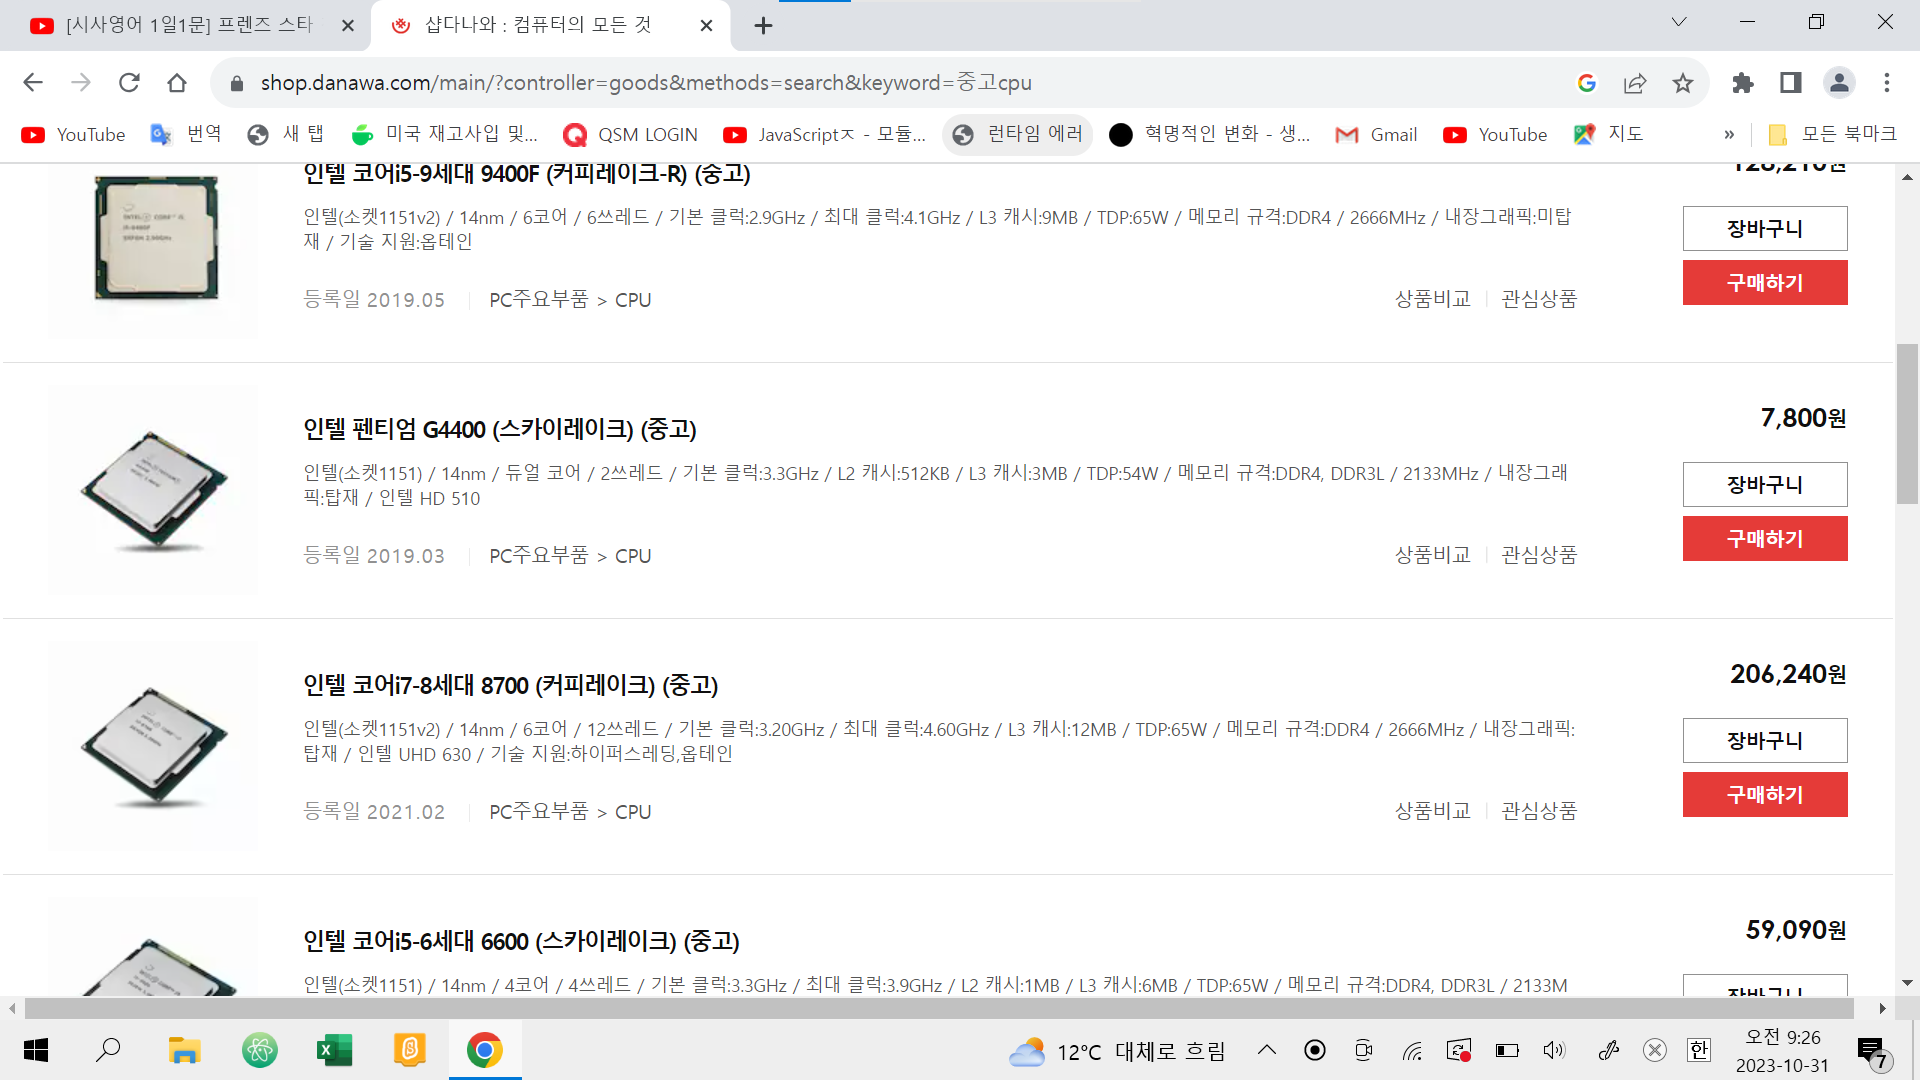 [시사영어 1일1문] 프렌즈 스타
샵다나와 : 컴퓨터의 모든 것
shop.danawa.com/main/?controller=goods&methods=search&keyword=중고cpu
YouTube 번역 새 탭 미국 재고사입 및... QSM LOGIN JavaScriptㅈ - 모듈... 런타임 에러 혁명적인 변화 - 생... Gmail YouTube 지도 » 모든 북마크
인텔 코어i5-9세대 9400F (커피레이크-R) (중고)
인텔(소켓1151v2) / 14nm / 6코어 / 6쓰레드 / 기본 클럭:2.9GHz / 최대 클럭:4.1GHz / L3 캐시:9MB / TDP:65W / 메모리 규격:DDR4 / 2666MHz / 내장그래픽:미탑
재 / 기술 지원:옵테인
등록일 2019.05 PC주요부품 > CPU 상품비교 관심상품
장바구니
구매하기
인텔 펜티엄 G4400 (스카이레이크) (중고)
7,800원
인텔(소켓1151) / 14nm / 듀얼 코어 / 2쓰레드 / 기본 클럭:3.3GHz / L2 캐시:512KB / L3 캐시:3MB / TDP:54W / 메모리 규격:DDR4, DDR3L / 2133MHz / 내장그래
픽:탑재 / 인텔 HD 510
등록일 2019.03 PC주요부품 > CPU 상품비교 관심상품
장바구니
구매하기
인텔 코어i7-8세대 8700 (커피레이크) (중고)
206,240원
인텔(소켓1151v2) / 14nm / 6코어 / 12쓰레드 / 기본 클럭:3.20GHz / 최대 클럭:4.60GHz / L3 캐시:12MB / TDP:65W / 메모리 규격:DDR4 / 2666MHz / 내장그래픽:
탑재 / 인텔 UHD 630 / 기술 지원:하이퍼스레딩,옵테인
등록일 2021.02 PC주요부품 > CPU 상품비교 관심상품
장바구니
구매하기
인텔 코어i5-6세대 6600 (스카이레이크) (중고)
59,090원
인텔(소켓1151) / 14nm / 4코어 / 4쓰레드 / 기본 클럭:3.3GHz / 최대 클럭:3.9GHz / L2 캐시:1MB / L3 캐시:6MB / TDP:65W / 메모리 규격:DDR4, DDR3L / 2133M
장바구니
12°C 대체로 흐림
한
오전 9:26
2023-10-31
7